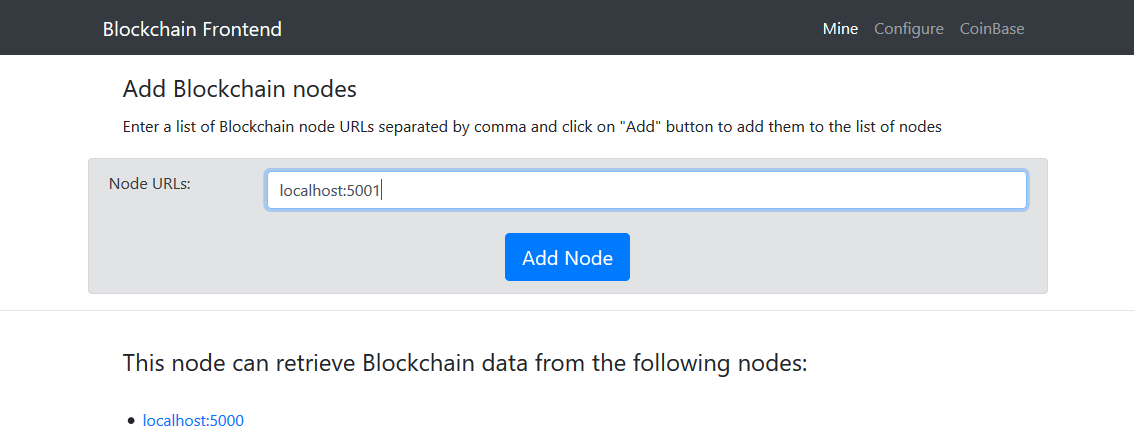 Blockchain Frontend Mine Configure CoinBase
Add Blockchain nodes
Enter a list of Blockchain node URLs separated by comma and click on "Add" button to add them to the list of nodes
Node URLs: localhost:5001
Add Node
This node can retrieve Blockchain data from the following nodes:
• localhost:5000